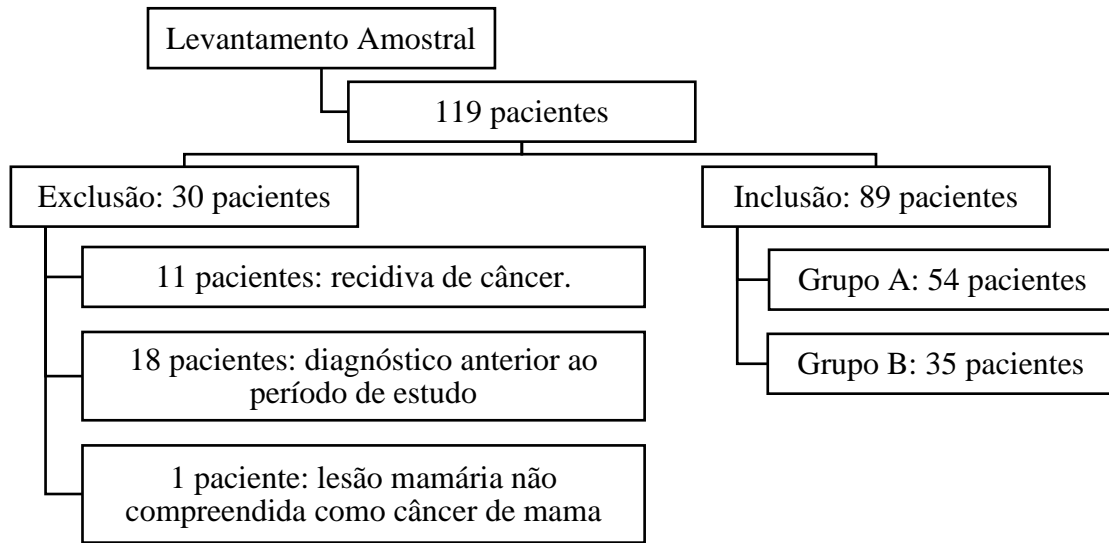 Levantamento Amostral
119 pacientes
Exclusão: 30 pacientes
11 pacientes: recidiva de câncer.
18 pacientes: diagnóstico anterior ao
período de estudo
1 paciente: lesão mamária não
compreendida como câncer de mama
Inclusão: 89 pacientes
Grupo A: 54 pacientes
Grupo B: 35 pacientes